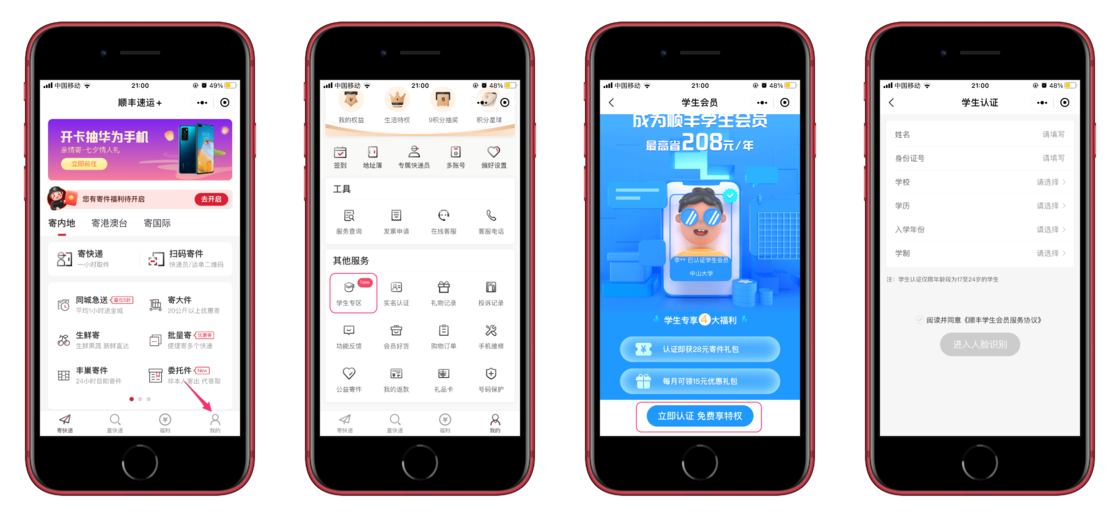 中国移动
21:00
49%
顺丰速运+
开卡抽华为手机
亲情寄·七夕情人礼
立即前往
您有寄件福利待开启
去开启
寄内地
寄港澳台
寄国际
寄快递
一小时取件
扫码寄件
快递员/运单二维码
同城急送
平均1小时送全城
寄大件
20公斤以上优惠寄
生鲜寄
生鲜果蔬 新鲜直达
批量寄
便捷寄多个快递
丰巢寄件
24小时自助寄件
委托件
New
非本人寄出 代寄取
寄快递
查快递
福利
我的
中国移动
21:00
48%
我的权益
生活特权
9积分抽奖
积分星球
签到
地址簿
专属快递员
多账号
偏好设置
工具
服务查询
发票申请
在线客服
客服电话
其他服务
New
学生专区
实名认证
礼物记录
投诉记录
功能反馈
会员好货
购物订单
手机维修
公益寄件
我的退款
礼品卡
号码保护
寄快递
查快递
福利
我的
中国移动
21:00
48%
学生会员
成为顺丰学生会员
最高省208元/年
李** 已认证学生会员
中山大学
学生专享4大福利
认证即获28元寄件礼包
每月可领15元优惠礼包
立即认证 免费享特权
中国移动
21:00
48%
学生认证
姓名
请填写
身份证号
请填写
学校
请选择
学历
请选择
入学年份
请选择
学制
请选择
注：学生认证仅限年龄段为17至24岁的学生
阅读并同意《顺丰学生会员服务协议》
进入人脸识别